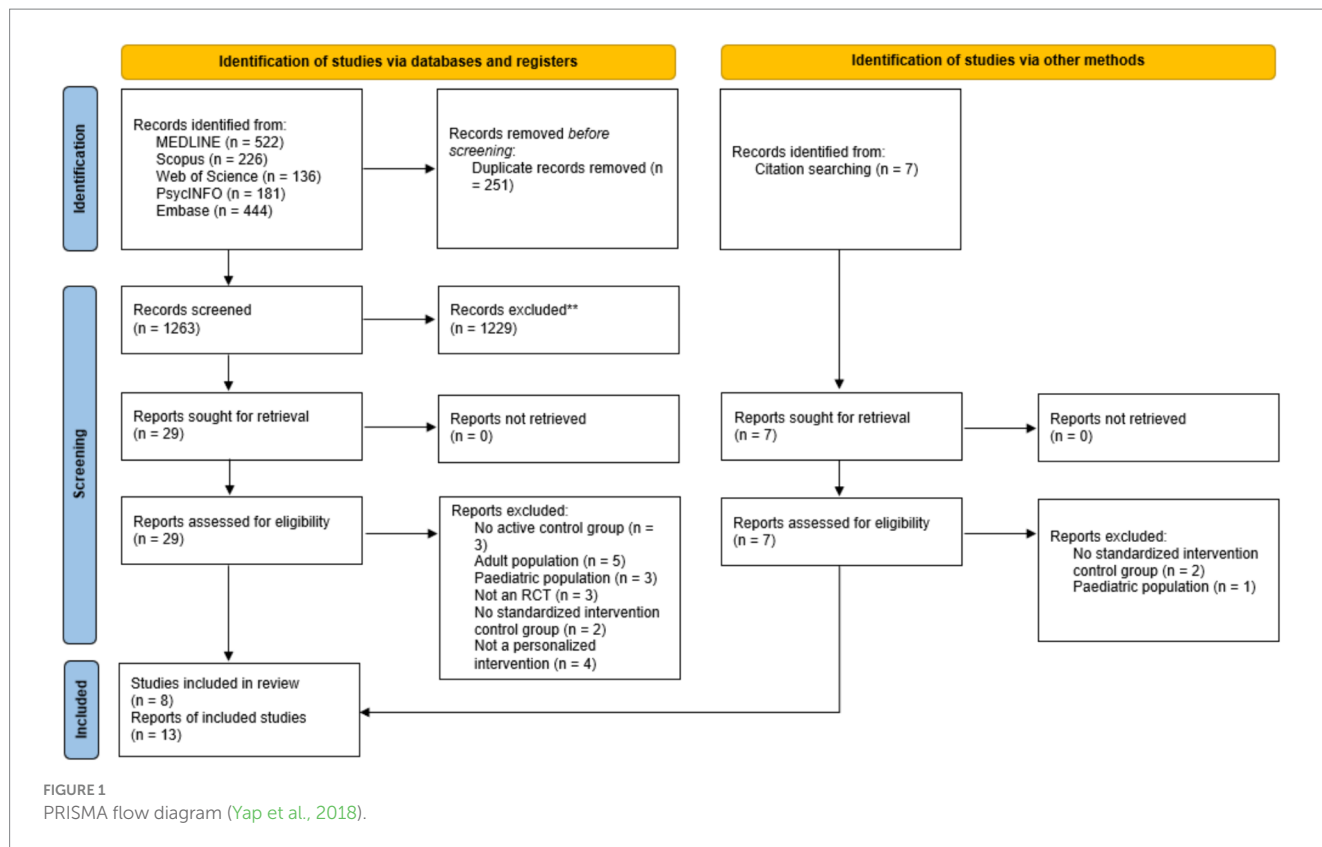 Identification of studies via databases and registers
Identification of studies via other methods
Identification
Records identified from:
MEDLINE (n = 522)
Scopus (n = 226)
Web of Science (n = 136)
PsycINFO (n = 181)
Embase (n = 444)
Records removed before
screening:
Duplicate records removed (n
= 251)
Records identified from:
Citation searching (n = 7)
Screening
Records screened
(n = 1263)
Records excluded**
(n = 1229)
Reports sought for retrieval
(n = 29)
Reports not retrieved
(n = 0)
Reports sought for retrieval
(n = 7)
Reports not retrieved
(n = 0)
Reports assessed for eligibility
(n = 29)
Reports excluded:
No active control group (n =
3)
Adult population (n = 5)
Paediatric population (n = 3)
Not an RCT (n = 3)
No standardized intervention
control group (n = 2)
Not a personalized
intervention (n = 4)
Reports assessed for eligibility
(n = 7)
Reports excluded:
No standardized intervention
control group (n = 2)
Paediatric population (n = 1)
Included
Studies included in review
(n = 8)
Reports of included studies
(n = 13)
FIGURE 1
PRISMA flow diagram (Yap et al., 2018).